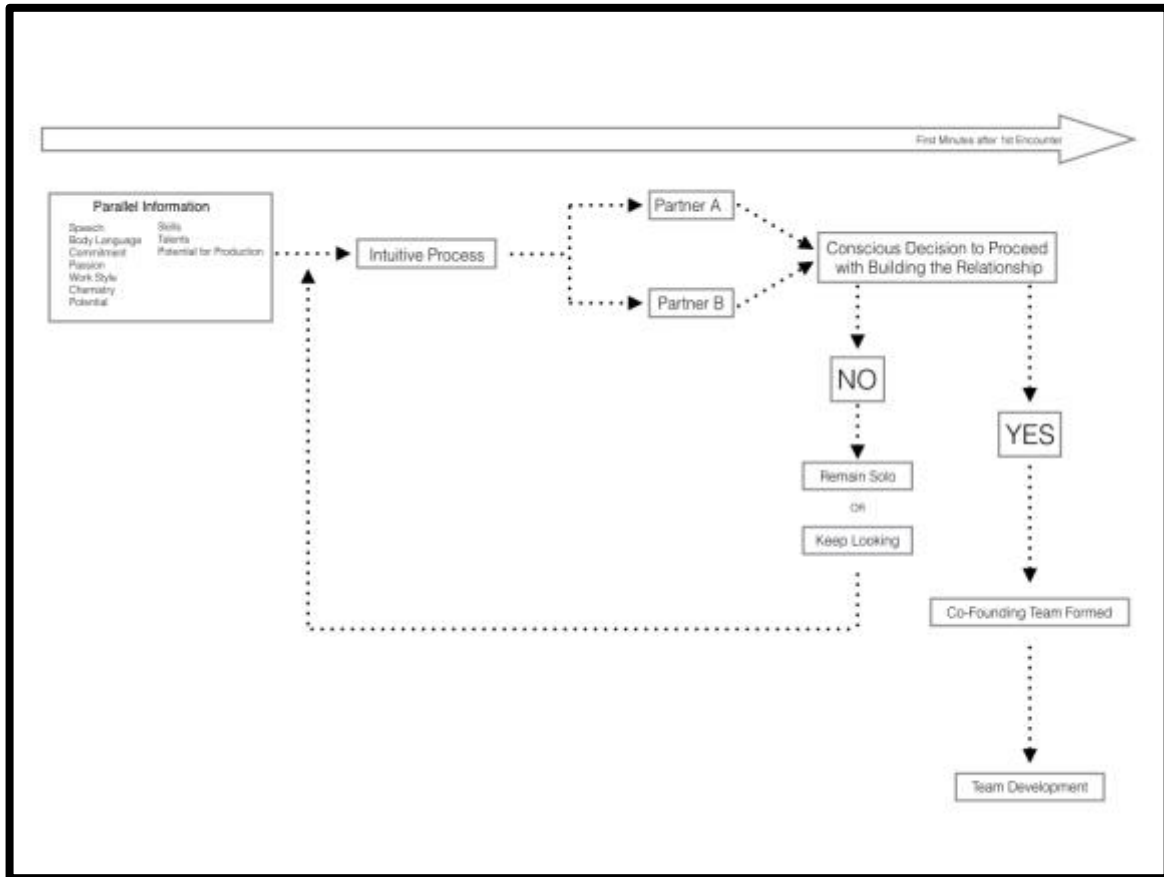 First Minutes after hit Encounter
Parallel Information
Speech
Body Language
Commitment
Passion
Work Style
Chemistry
Potential
Skills
Talents
Potential for Production
Intuitive Process
Partner A
Partner B
Conscious Decision to Proceed
with Building the Relationship
NO
YES
Remain Solo
OR
Keep Looking
Co-Founding Team Formed
Team Development